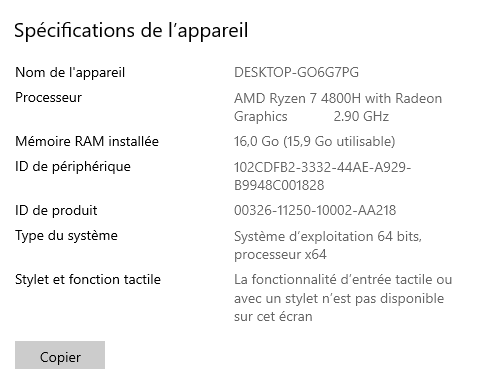 Spécifications de l’appareil
Nom de l'appareil DESKTOP-GO6G7PG
Processeur AMD Ryzen 7 4800H with Radeon
Graphics 2.90 GHz
Mémoire RAM installée 16,0 Go (15,9 Go utilisable)
ID de périphérique 102CDFB2-3332-44AE-A929-
B9948C001828
ID de produit 00326-11250-10002-AA218
Type du système Système d’exploitation 64 bits,
processeur x64
Stylet et fonction tactile La fonctionnalité d’entrée tactile ou
avec un stylet n’est pas disponible
sur cet écran
Copier